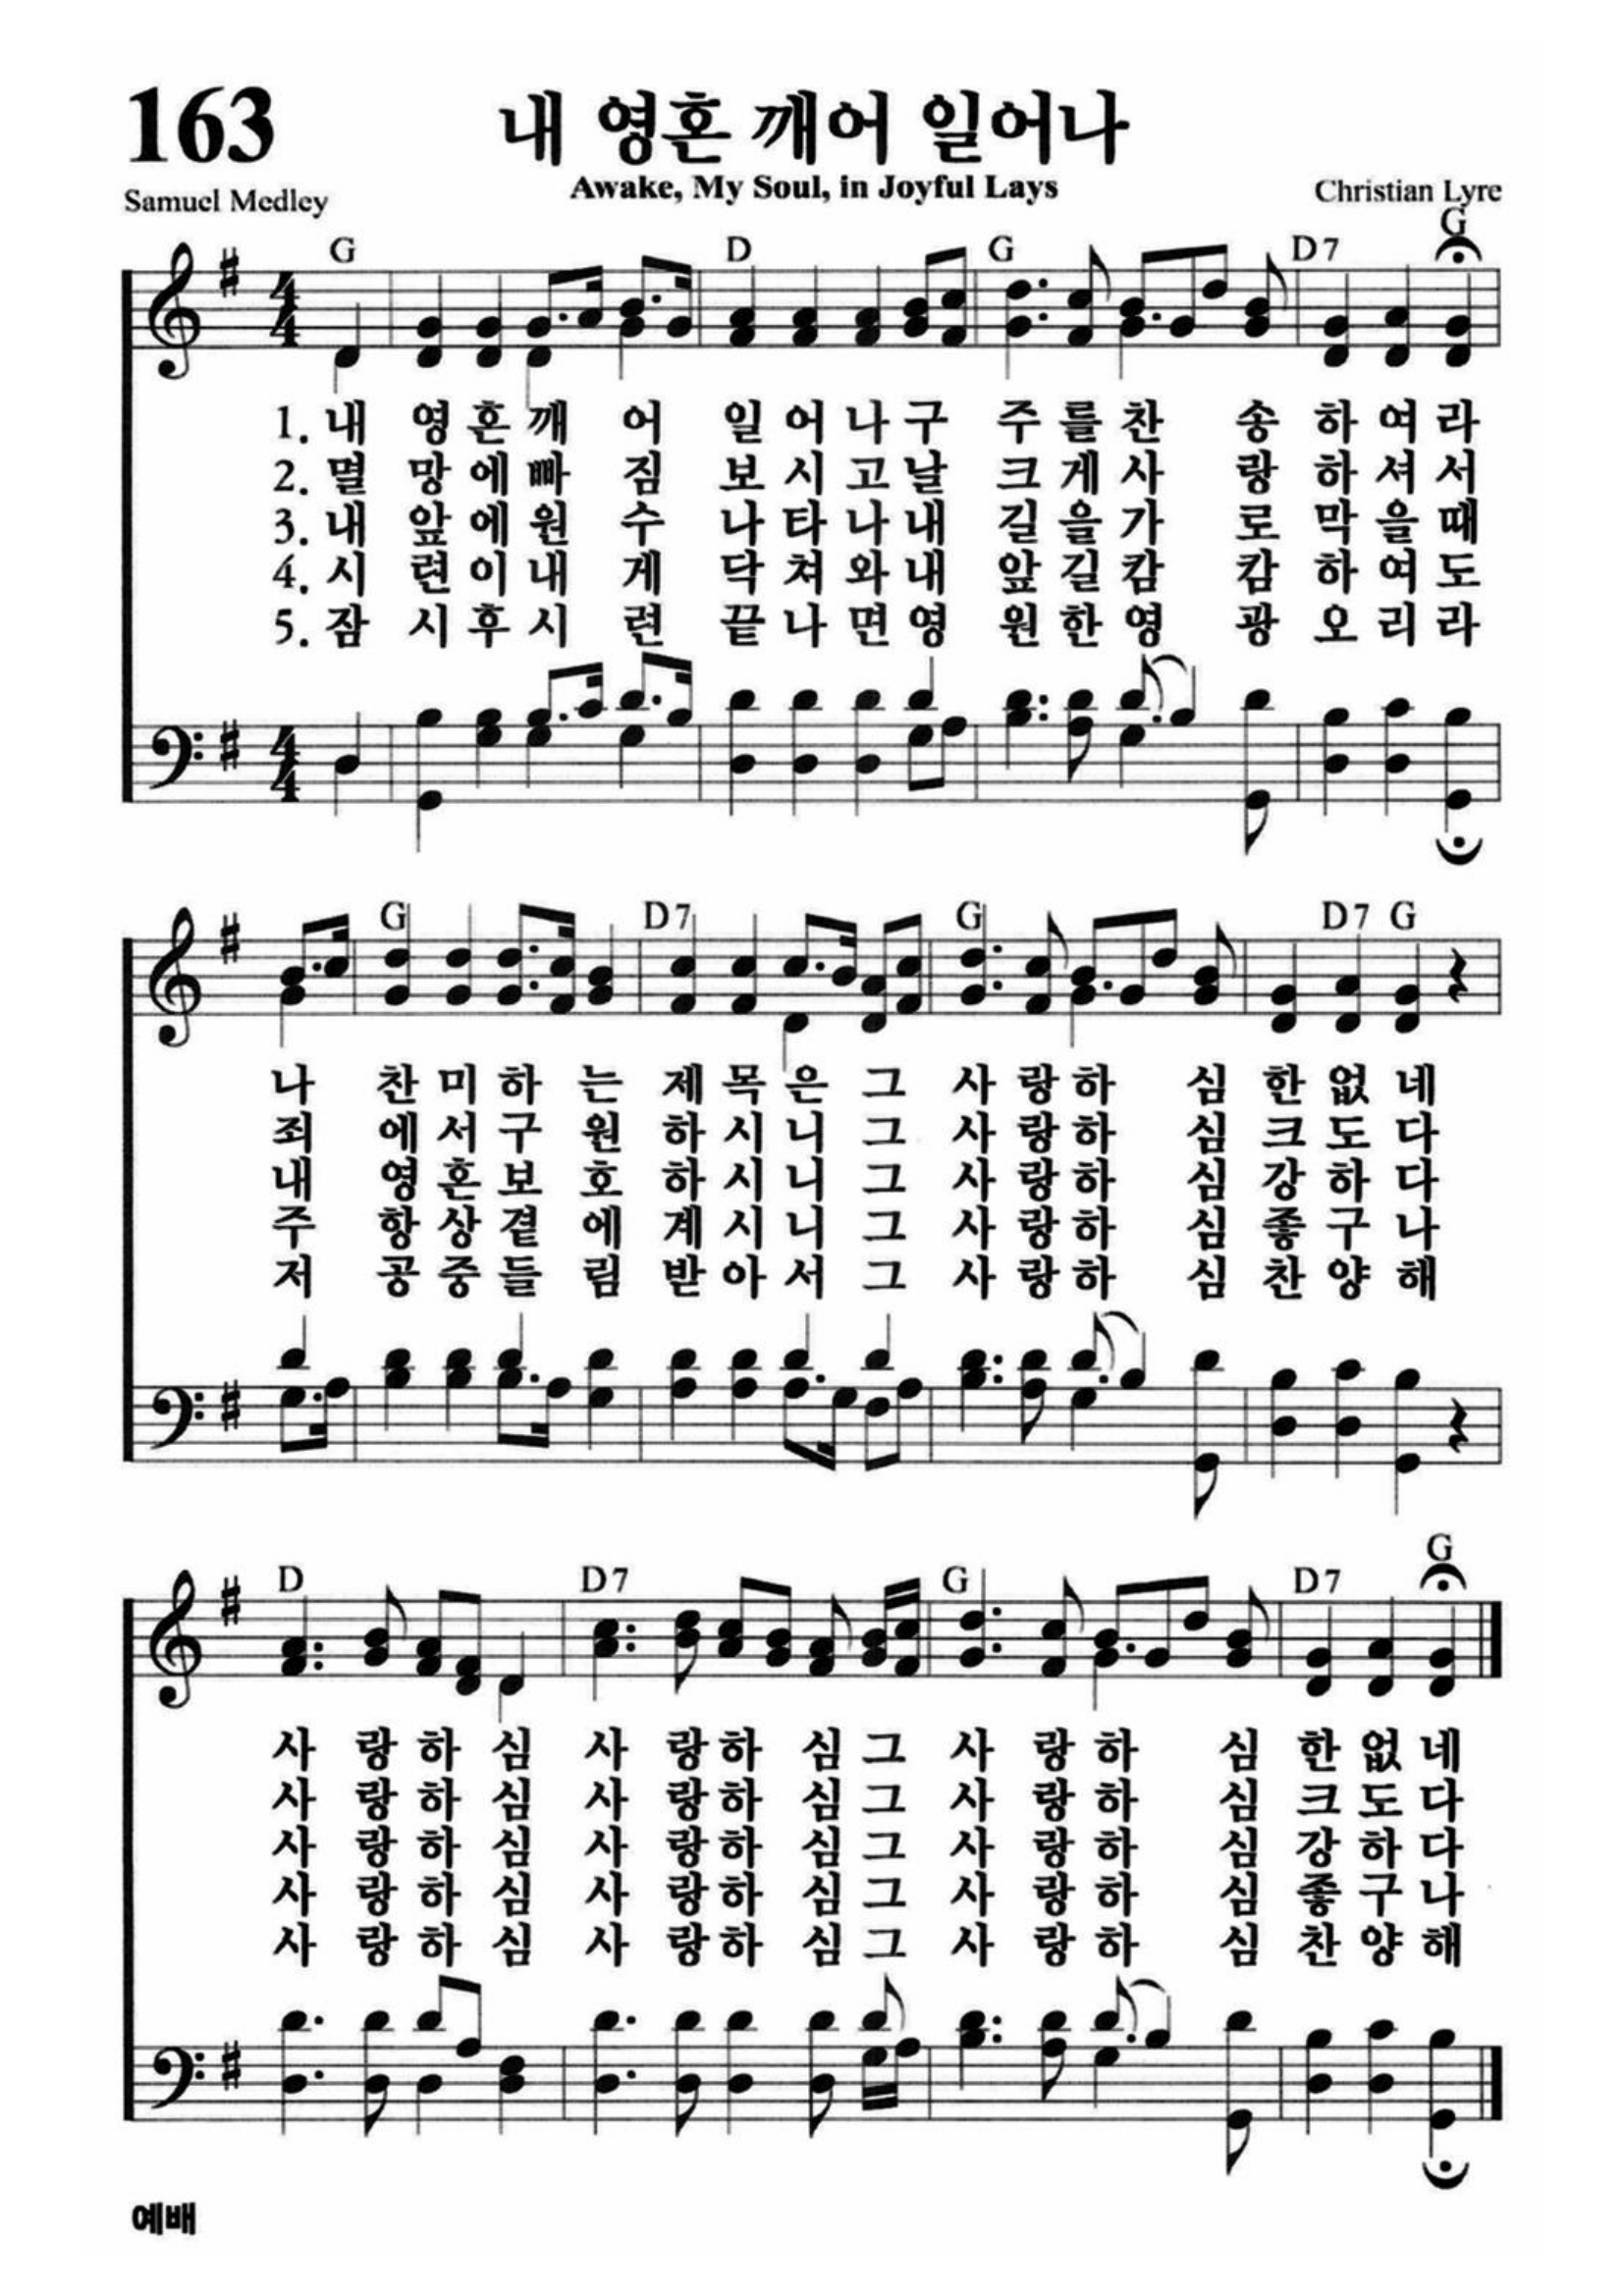 163
내 영혼 깨어 일어나
Awake, My Soul, in Joyful Lays
Samuel Medley
Christian Lyre
G D G D7 G
1. 내 영 혼 깨 어 일 어 나 구 주 를 찬 송 하 여 라
2. 멸 망 에 빠 짐 보 시 고 날 크 게 사 랑 하 셔 서
3. 내 앞 에 원 수 나 타 나 내 길 을 가 로 막 을 때
4. 시 련 이 내 게 닥 쳐 와 내 앞 길 캄 캄 하 여 도
5. 잠 시 후 시 련 끝 나 면 영 원 한 영 광 오 리 라
G D7 G D7 G
나 찬 미 하 는 제 목 은 그 사 랑 하 심 한 없 네
죄 에 서 구 원 하 시 니 그 사 랑 하 심 크 도 다
내 영 혼 보 호 하 시 니 그 사 랑 하 심 강 하 다
주 항 상 곁 에 계 시 니 그 사 랑 하 심 좋 구 나
저 공 중 들 림 받 아 서 그 사 랑 하 심 찬 양 해
D D7 G D7 G
사 랑 하 심 사 랑 하 심 그 사 랑 하 심 한 없 네
사 랑 하 심 사 랑 하 심 그 사 랑 하 심 크 도 다
사 랑 하 심 사 랑 하 심 그 사 랑 하 심 강 하 다
사 랑 하 심 사 랑 하 심 그 사 랑 하 심 좋 구 나
사 랑 하 심 사 랑 하 심 그 사 랑 하 심 찬 양 해
예배